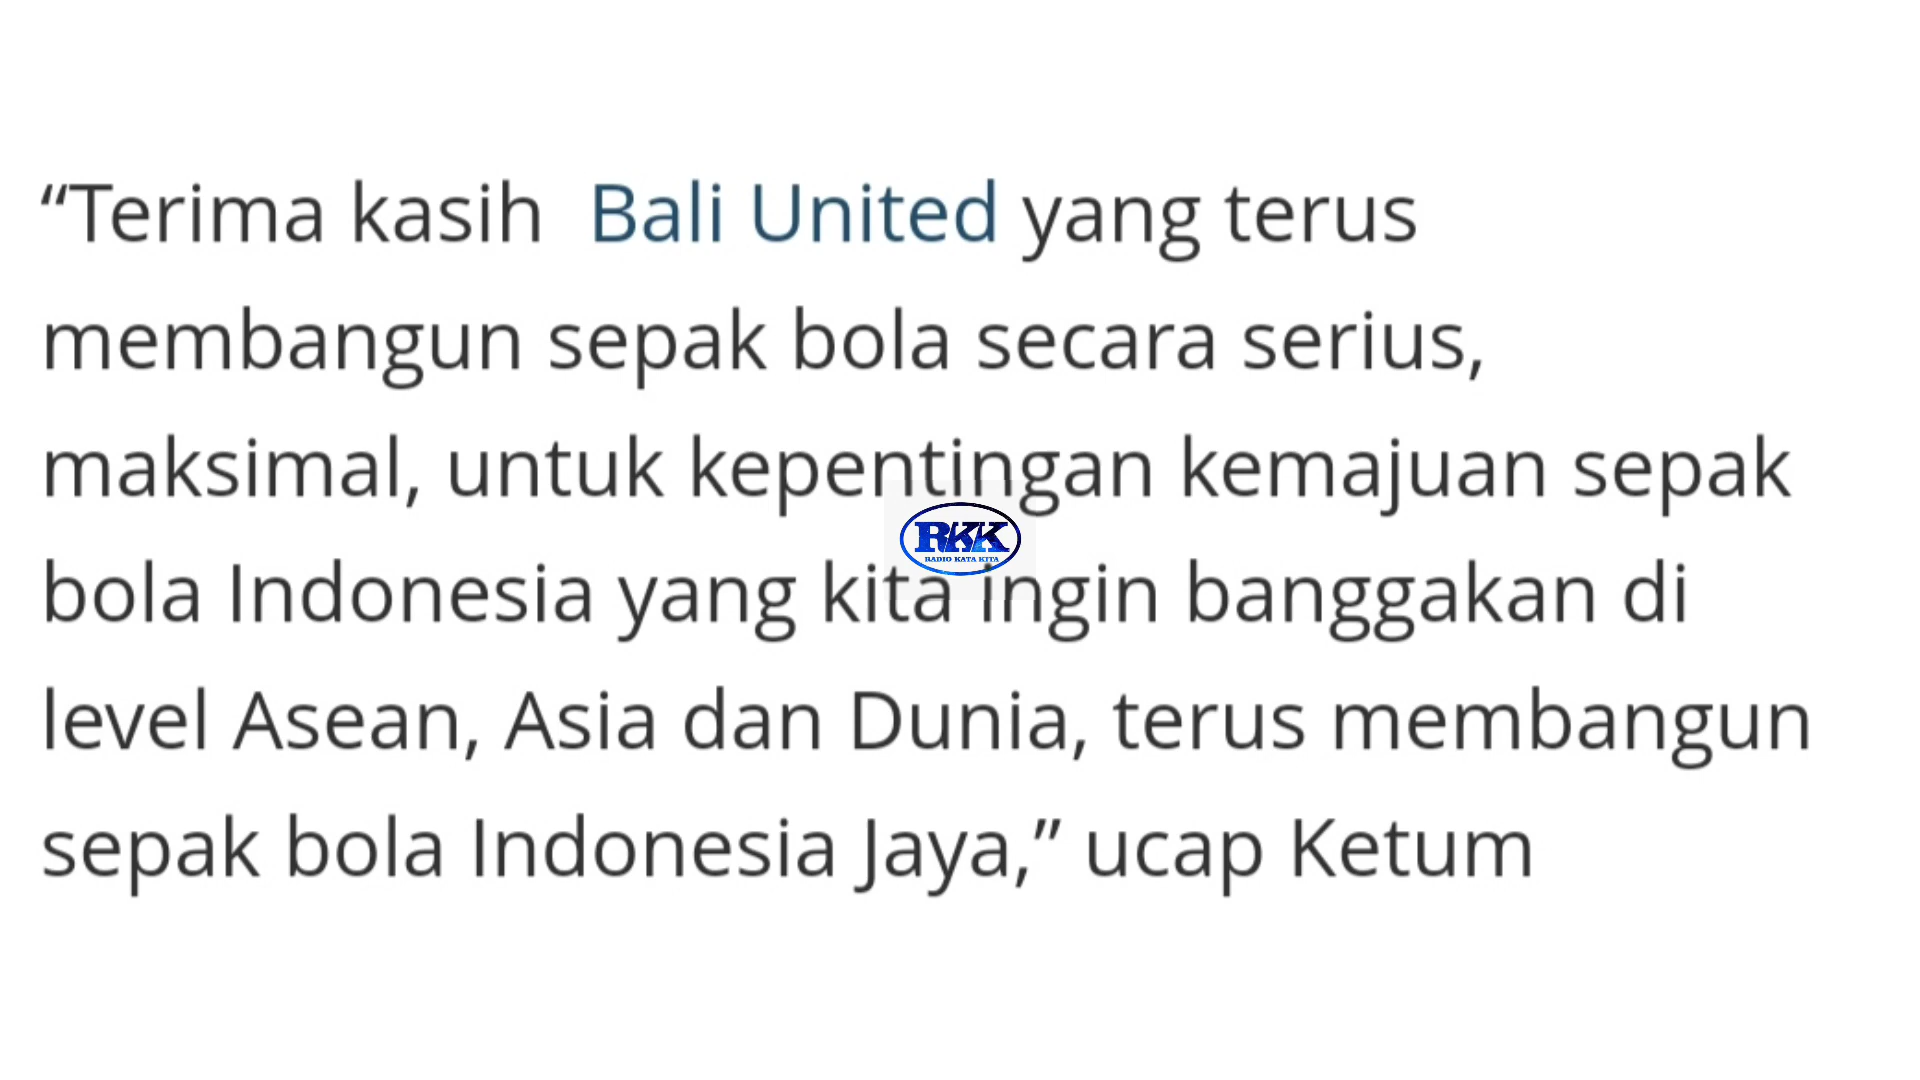 “Terima kasih  Bali United yang terus
membangun sepak bola secara serius,
maksimal, untuk kepentingan kemajuan sepak
RKK
RADIO KATA KITA
bola Indonesia yang kita ingin banggakan di
level Asean, Asia dan Dunia, terus membangun
sepak bola Indonesia Jaya,” ucap Ketum